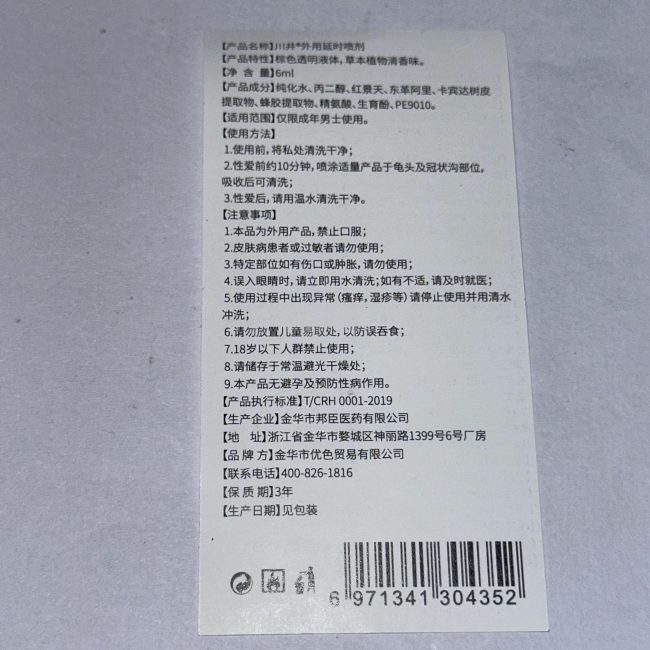 【产品名称】川井®外用延时喷剂
【产品特性】棕色透明液体，草本植物清香味。
【净 含 量】6ml
【产品成分】纯化水、丙二醇、红景天、东革阿里、卡宾达树皮
提取物、蜂胶提取物、精氨酸、生育酚、PE9010。
【适用范围】仅限成年男士使用。
【使用方法】
1.使用前，将私处清洗干净；
2.性爱前约10分钟，喷涂适量产品于龟头及冠状沟部位，
吸收后可清洗；
3.性爱后，请用温水清洗干净。
【注意事项】
1.本品为外用产品，禁止口服；
2.皮肤病患者或过敏者请勿使用；
3.特定部位如有伤口或肿胀，请勿使用；
4.误入眼睛时，请立即用水清洗；如有不适，请及时就医；
5.使用过程中出现异常（瘙痒，湿疹等）请停止使用并用清水
冲洗；
6.请勿放置儿童易取处，以防误吞食；
7.18岁以下人群禁止使用；
8.请储存于常温避光干燥处；
9.本产品无避孕及预防性病作用。
【产品执行标准】T/CRH 0001-2019
【生产企业】金华市邦臣医药有限公司
【地 址】浙江省金华市婺城区神丽路1399号6号厂房
【品 牌 方】金华市优色贸易有限公司
【联系电话】400-826-1816
【保 质 期】3年
【生产日期】见包装
6 971341 304352